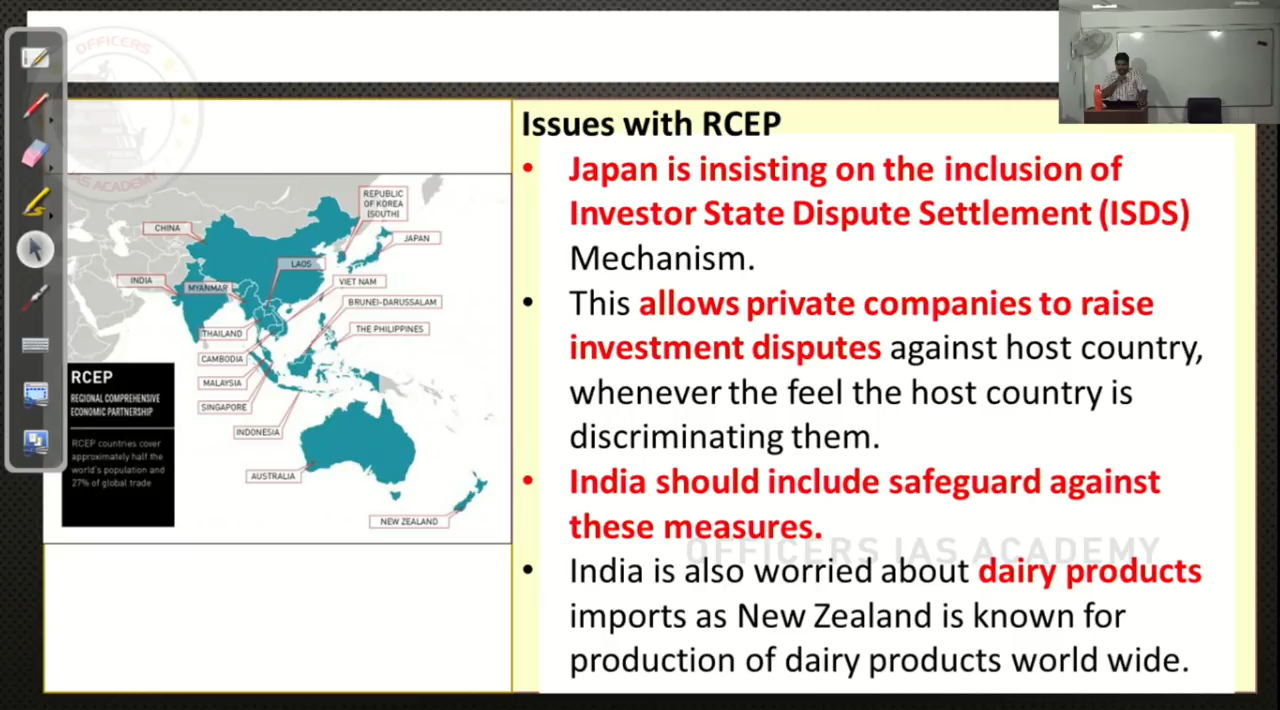 OFFICERS
IAS ACADEMY
REPUBLIC
OF KOREA
(SOUTH)
CHINA
JAPAN
LAOS
INDIA
MYANMAR
VIET NAM
BRUNEI-DARUSSALAM
THE PHILIPPINES
THAILAND
CAMBODIA
MALAYSIA
SINGAPORE
INDONESIA
AUSTRALIA
NEW ZEALAND
RCEP
REGIONAL COMPREHENSIVE
ECONOMIC PARTNERSHIP
RCEP countries cover
approximately half the
world's population and
27% of global trade
Issues with RCEP
• Japan is insisting on the inclusion of
Investor State Dispute Settlement (ISDS)
Mechanism.
• This allows private companies to raise
investment disputes against host country,
whenever the feel the host country is
discriminating them.
• India should include safeguard against
these measures.
OFFICERS IAS ACADEMY
• India is also worried about dairy products
imports as New Zealand is known for
production of dairy products world wide.